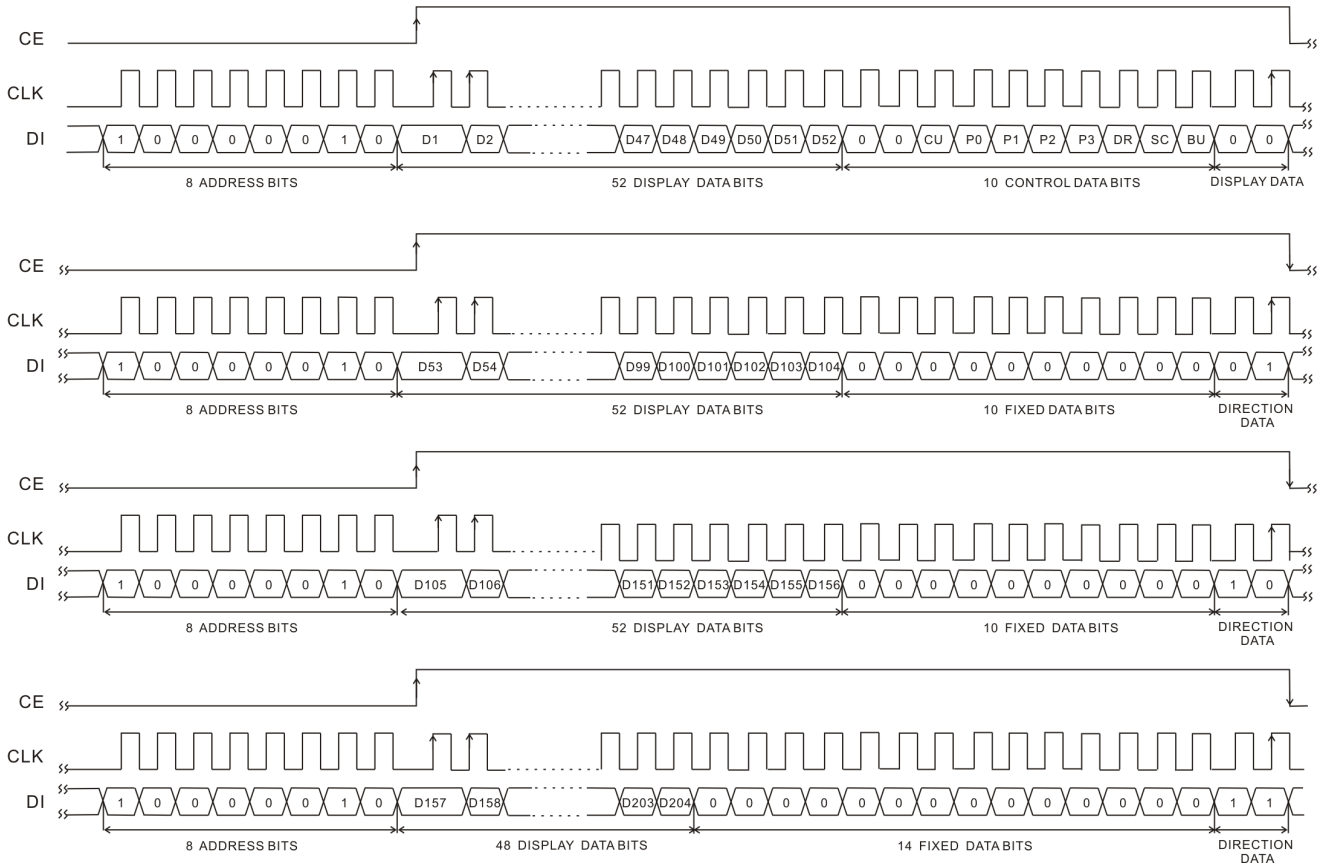 CE
CLK
DI 1 0 0 0 0 0 1 0 D1 D2 D47 D48 D49 D50 D51 D52 0 0 CU P0 P1 P2 P3 DR SC BU 0 0
8 ADDRESS BITS 52 DISPLAY DATA BITS 10 CONTROL DATA BITS DISPLAY DATA
CE
CLK
DI 1 0 0 0 0 0 1 0 D53 D54 D99 D100 D101 D102 D103 D104 0 0 0 0 0 0 0 0 0 0 0 1
8 ADDRESS BITS 52 DISPLAY DATA BITS 10 FIXED DATA BITS DIRECTION
DATA
CE
CLK
DI 1 0 0 0 0 0 1 0 D105 D106 D151 D152 D153 D154 D155 D156 0 0 0 0 0 0 0 0 0 0 1 0
8 ADDRESS BITS 52 DISPLAY DATA BITS 10 FIXED DATA BITS DIRECTION
DATA
CE
CLK
DI 1 0 0 0 0 0 1 0 D157 D158 D203 D204 0 0 0 0 0 0 0 0 0 0 0 0 0 0 1 1
8 ADDRESS BITS 48 DISPLAY DATA BITS 14 FIXED DATA BITS DIRECTION
DATA